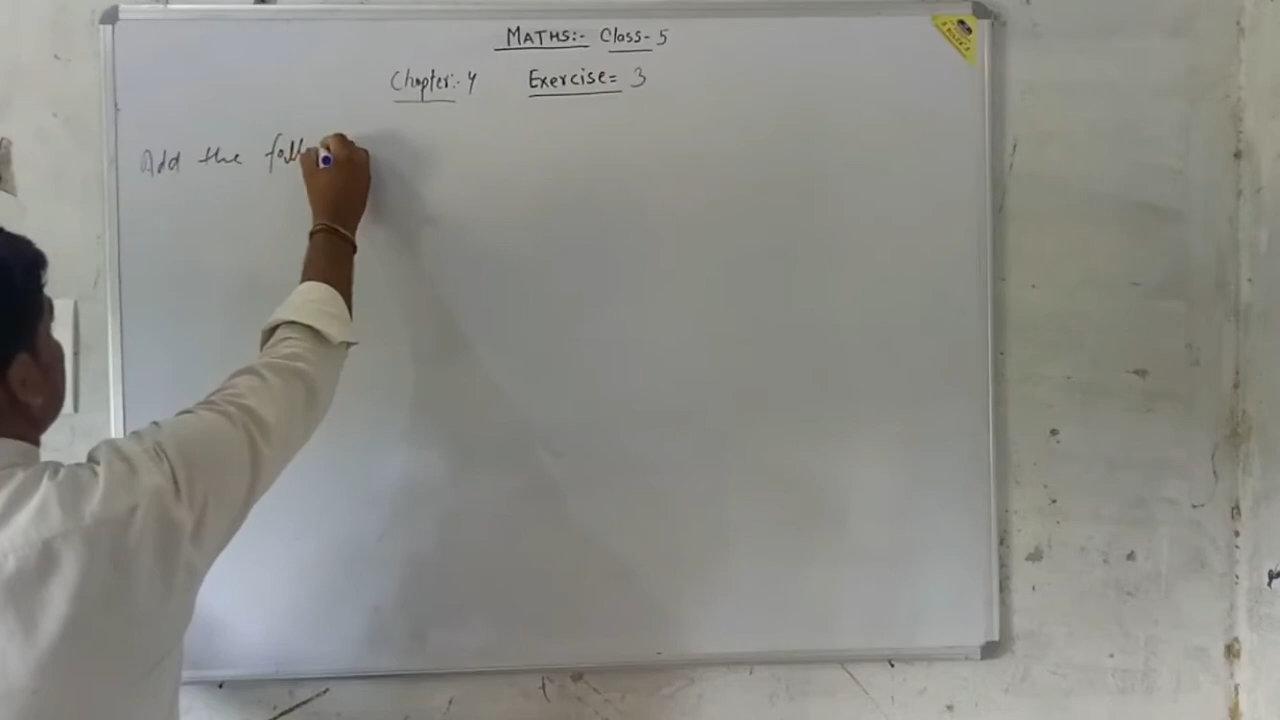 MATHS:- Class- 5
Chapter:- 4 Exercise= 3
Add the foll